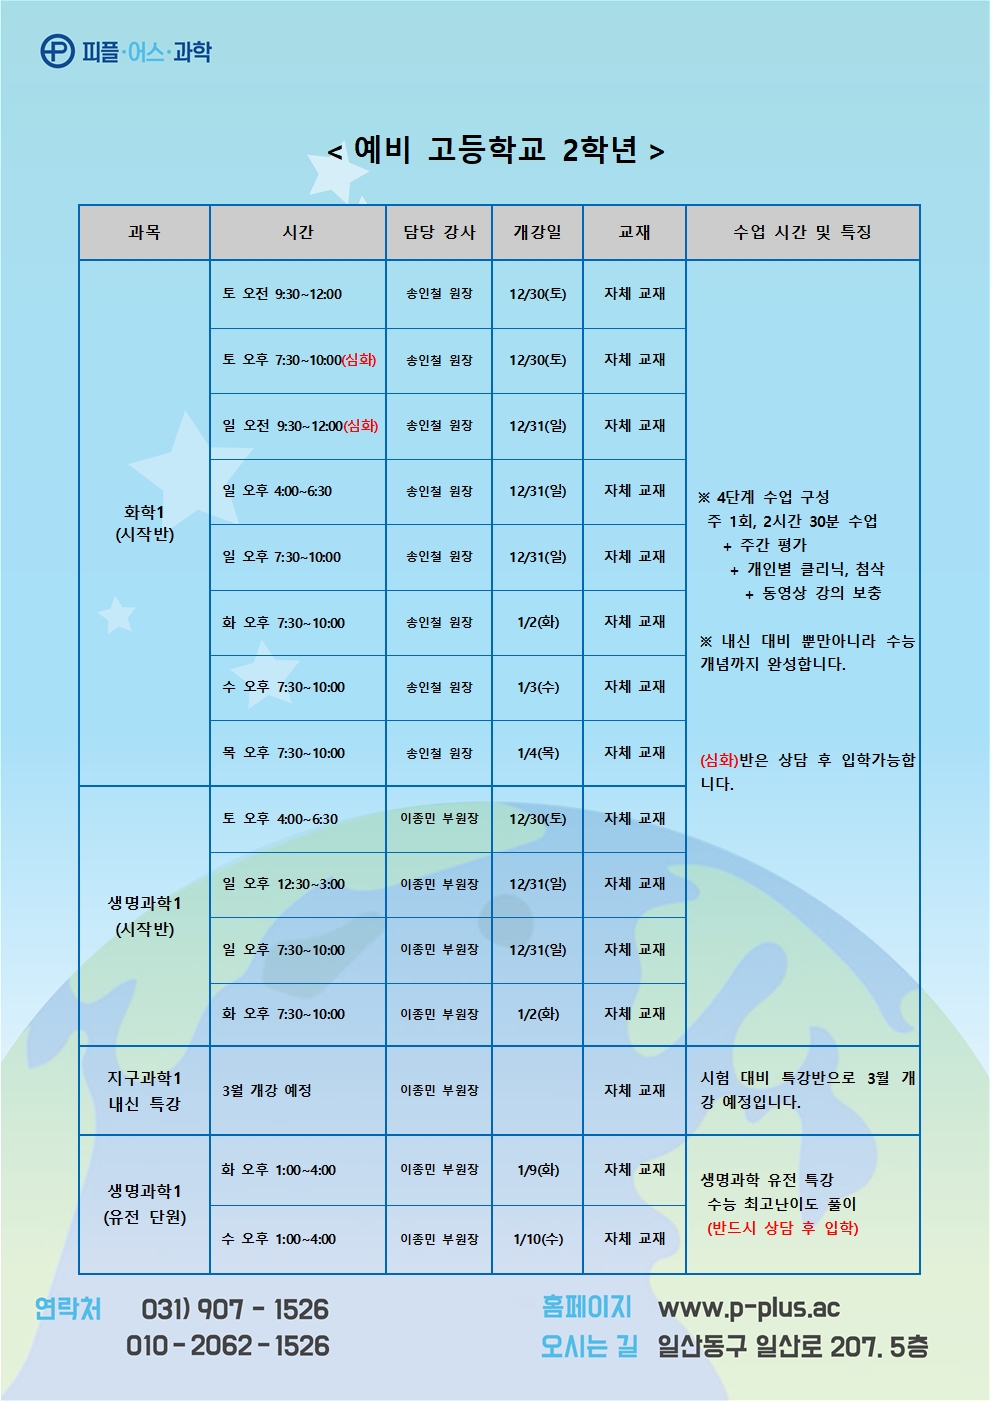 피플·어스·과학
< 예비 고등학교 2학년 >
과목 시간 담당 강사 개강일 교재 수업 시간 및 특징
화학1
(시작반)
토 오전 9:30~12:00 송인철 원장 12/30(토) 자체 교재
토 오후 7:30~10:00(심화) 송인철 원장 12/30(토) 자체 교재
일 오전 9:30~12:00(심화) 송인철 원장 12/31(일) 자체 교재
일 오후 4:00~6:30 송인철 원장 12/31(일) 자체 교재
일 오후 7:30~10:00 송인철 원장 12/31(일) 자체 교재
화 오후 7:30~10:00 송인철 원장 1/2(화) 자체 교재
수 오후 7:30~10:00 송인철 원장 1/3(수) 자체 교재
목 오후 7:30~10:00 송인철 원장 1/4(목) 자체 교재
※ 4단계 수업 구성
주 1회, 2시간 30분 수업
+ 주간 평가
+ 개인별 클리닉, 첨삭
+ 동영상 강의 보충
※ 내신 대비 뿐만아니라 수능
개념까지 완성합니다.
(심화)반은 상담 후 입학가능합
니다.
생명과학1
(시작반)
토 오후 4:00~6:30 이종민 부원장 12/30(토) 자체 교재
일 오후 12:30~3:00 이종민 부원장 12/31(일) 자체 교재
일 오후 7:30~10:00 이종민 부원장 12/31(일) 자체 교재
화 오후 7:30~10:00 이종민 부원장 1/2(화) 자체 교재
지구과학1
내신 특강
3월 개강 예정 이종민 부원장 자체 교재
시험 대비 특강반으로 3월 개
강 예정입니다.
생명과학1
(유전 단원)
화 오후 1:00~4:00 이종민 부원장 1/9(화) 자체 교재
수 오후 1:00~4:00 이종민 부원장 1/10(수) 자체 교재
생명과학 유전 특강
수능 최고난이도 풀이
(반드시 상담 후 입학)
연락처 031) 907 - 1526
010 - 2062 - 1526
홈페이지 www.p-plus.ac
오시는 길 일산동구 일산로 207. 5층